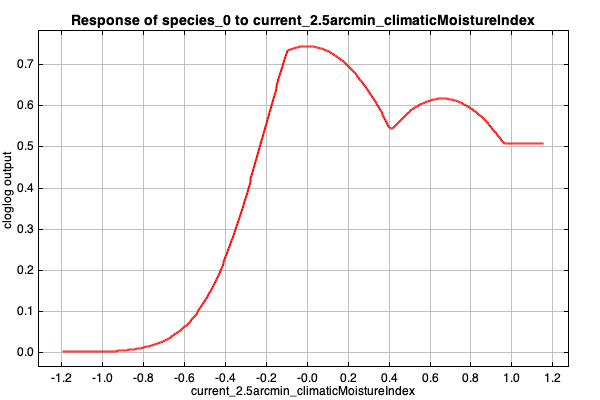 Response of species_0 to current_2.5arcmin_climaticMoistureIndex
cloglog output
0.7
0.6
0.5
0.4
0.3
0.2
0.1
0.0
-1.2 -1.0 -0.8 -0.6 -0.4 -0.2 -0.0 0.2 0.4 0.6 0.8 1.0 1.2
current_2.5arcmin_climaticMoistureIndex